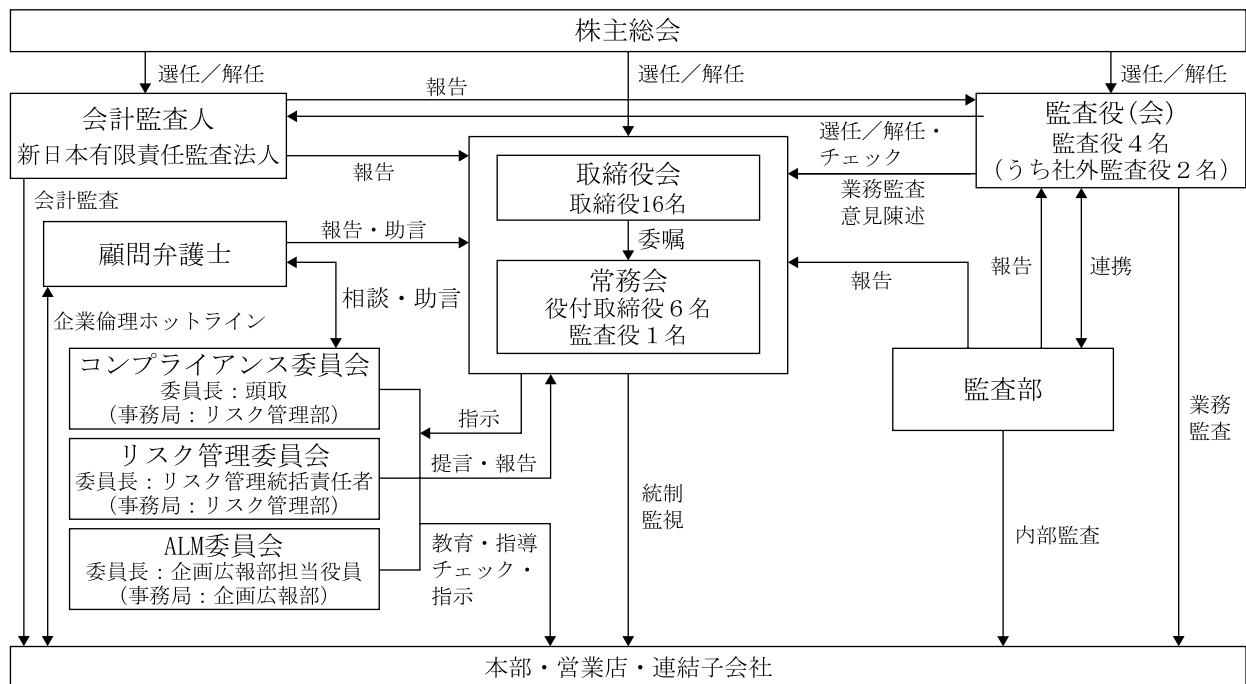 株主総会
選任／解任
選任／解任
選任／解任
報告
会計監査人
新日本有限責任監査法人
監査役(会)
監査役４名
(うち社外監査役２名)
選任／解任・
チェック
報告
取締役会
取締役16名
業務監査
意見陳述
会計監査
委嘱
顧問弁護士
報告・助言
常務会
役付取締役６名
監査役１名
報告
報告
連携
相談・助言
企業倫理ホットライン
コンプライアンス委員会
委員長：頭取
(事務局：リスク管理部)
監査部
指示
業務
監査
リスク管理委員会
委員長：リスク管理統括責任者
(事務局：リスク管理部)
提言・報告
統制
監視
ALM委員会
委員長：企画広報部担当役員
(事務局：企画広報部)
教育・指導
チェック・
指示
内部監査
本部・営業店・連結子会社